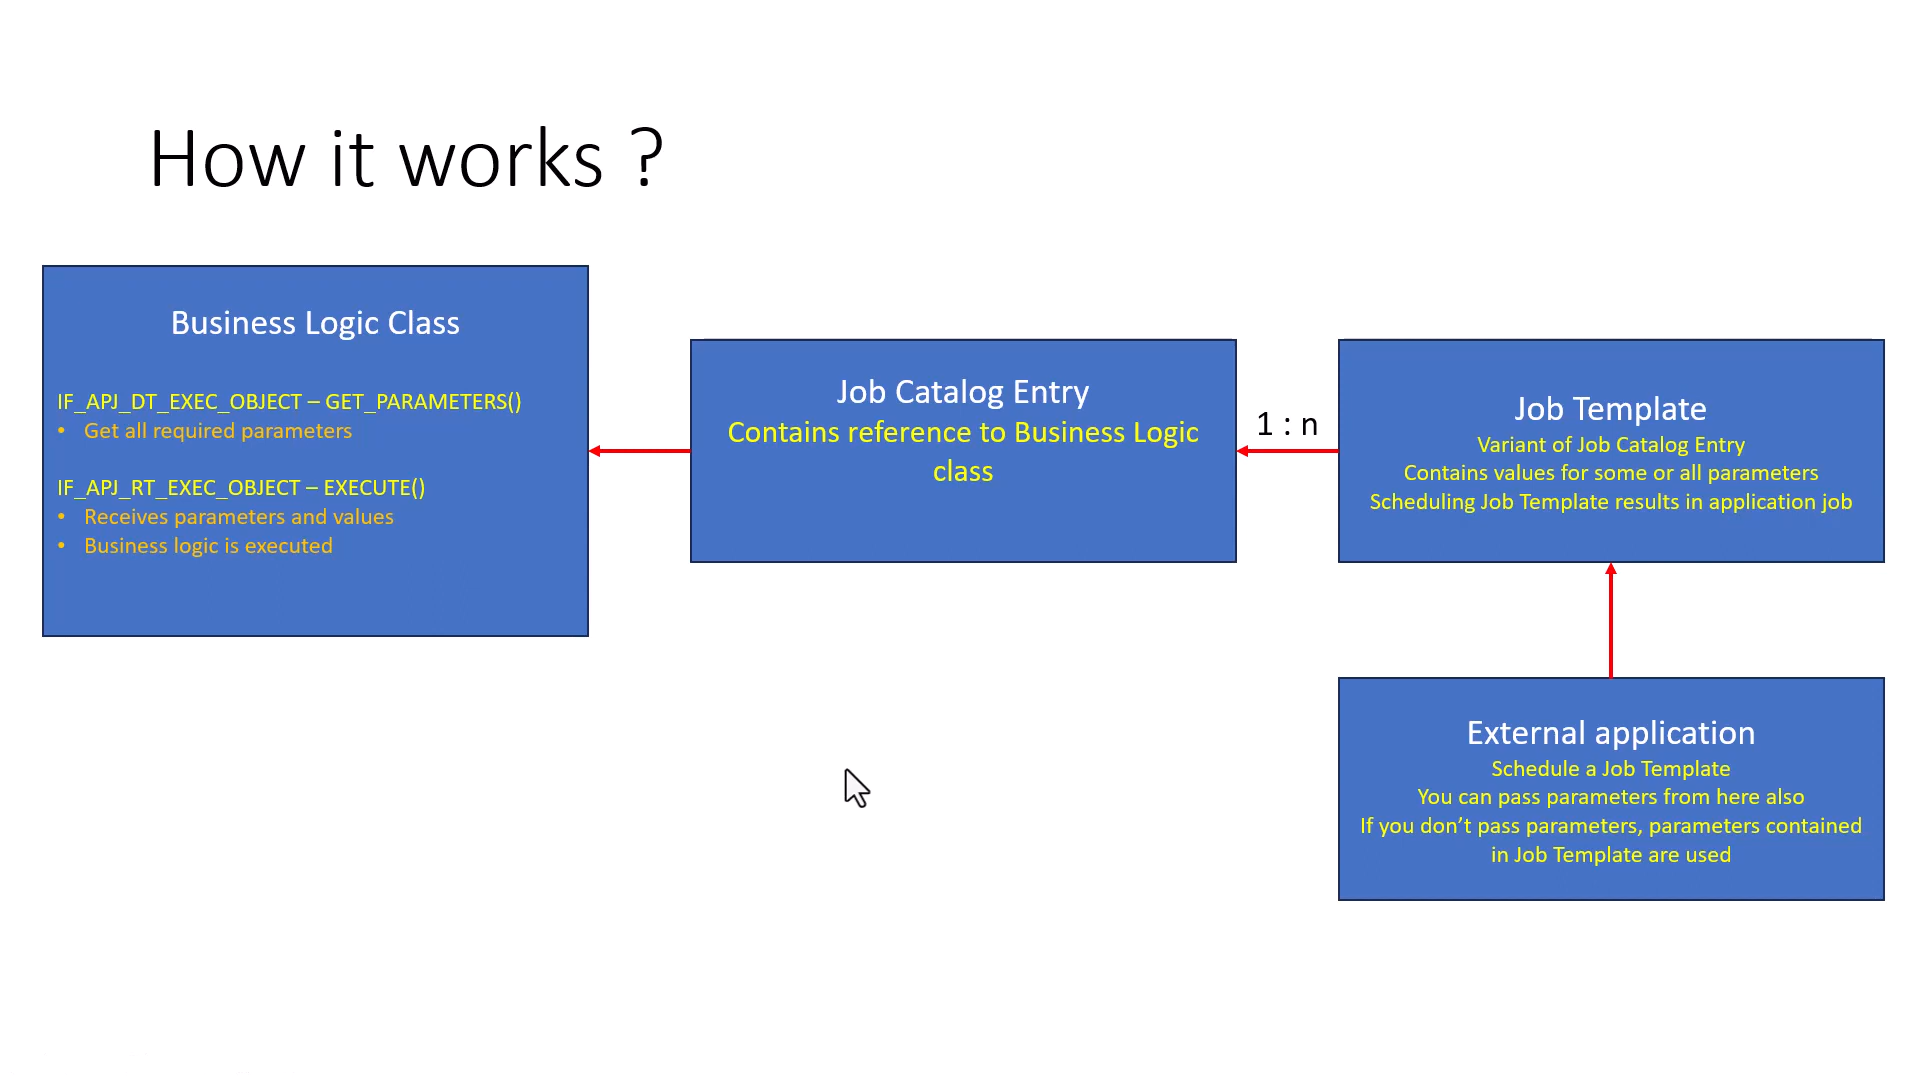 How it works ?
Business Logic Class
IF_APJ_DT_EXEC_OBJECT – GET_PARAMETERS()
• Get all required parameters
IF_APJ_RT_EXEC_OBJECT – EXECUTE()
• Receives parameters and values
• Business logic is executed
Job Catalog Entry
Contains reference to Business Logic
class
1 : n
Job Template
Variant of Job Catalog Entry
Contains values for some or all parameters
Scheduling Job Template results in application job
External application
Schedule a Job Template
You can pass parameters from here also
If you don’t pass parameters, parameters contained
in Job Template are used